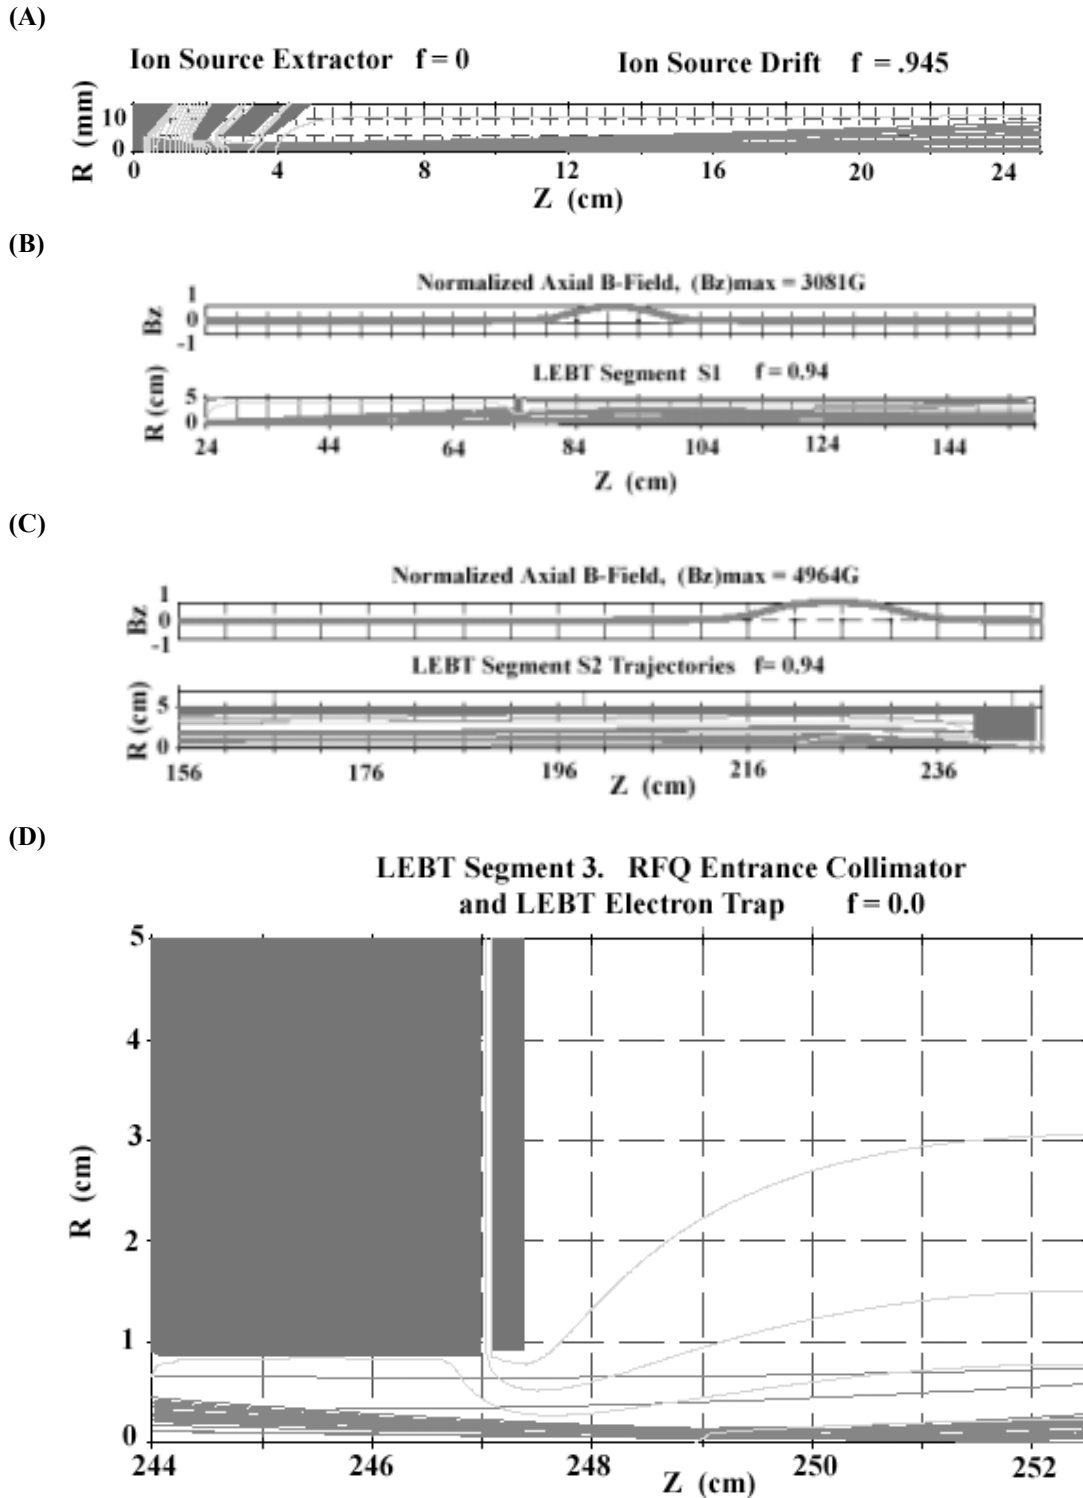 (A)
Ion Source Extractor f = 0
Ion Source Drift f = .945
R (mm)
10
0
0 4 8 12 16 20 24
Z (cm)
(B)
Normalized Axial B-Field, (Bz)max = 3081G
Bz
1
0
-1
LEBT Segment S1 f = 0.94
R (cm)
5
0
24 44 64 84 104 124 144
Z (cm)
(C)
Normalized Axial B-Field, (Bz)max = 4964G
Bz
1
0
-1
LEBT Segment S2 Trajectories f= 0.94
R (cm)
5
0
156 176 196 216 236
Z (cm)
(D)
LEBT Segment 3. RFQ Entrance Collimator
and LEBT Electron Trap f = 0.0
R (cm)
5
4
3
2
1
0
244 246 248 250 252
Z (cm)